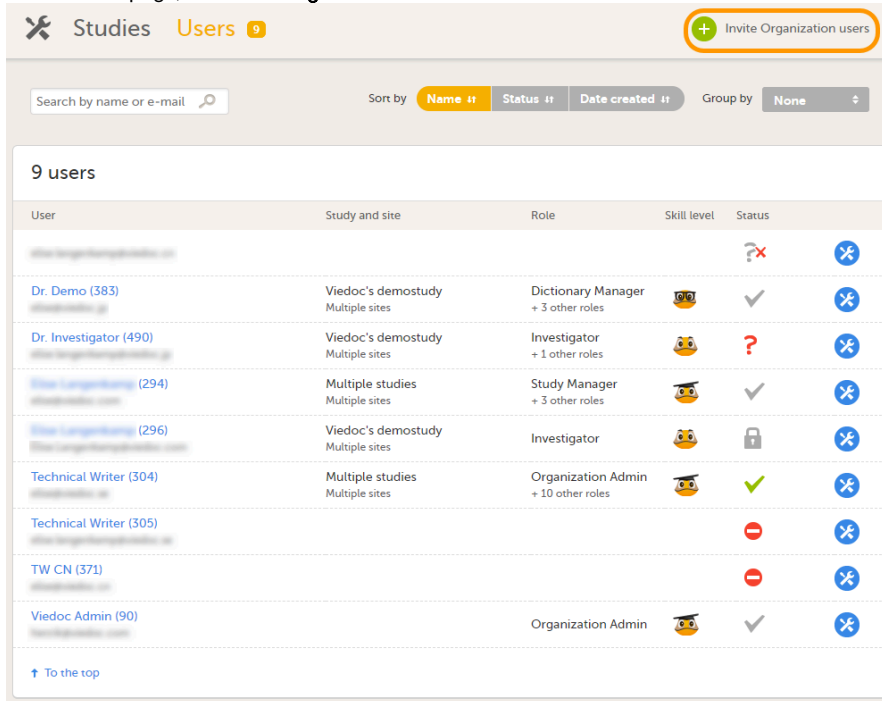 Studies Users 9 Invite Organization users
Search by name or e-mail Sort by Name Status Date created Group by None
9 users
User Study and site Role Skill level Status
Dr. Demo (383) Viedoc's demostudy Dictionary Manager
Multiple sites + 3 other roles
Dr. Investigator (490) Viedoc's demostudy Investigator
Multiple sites + 1 other roles
(294) Multiple studies Study Manager
Multiple sites + 3 other roles
(296) Viedoc's demostudy Investigator
Multiple sites
Technical Writer (304) Multiple studies Organization Admin
Multiple sites + 10 other roles
Technical Writer (305)
TW CN (371)
Viedoc Admin (90) Organization Admin
To the top